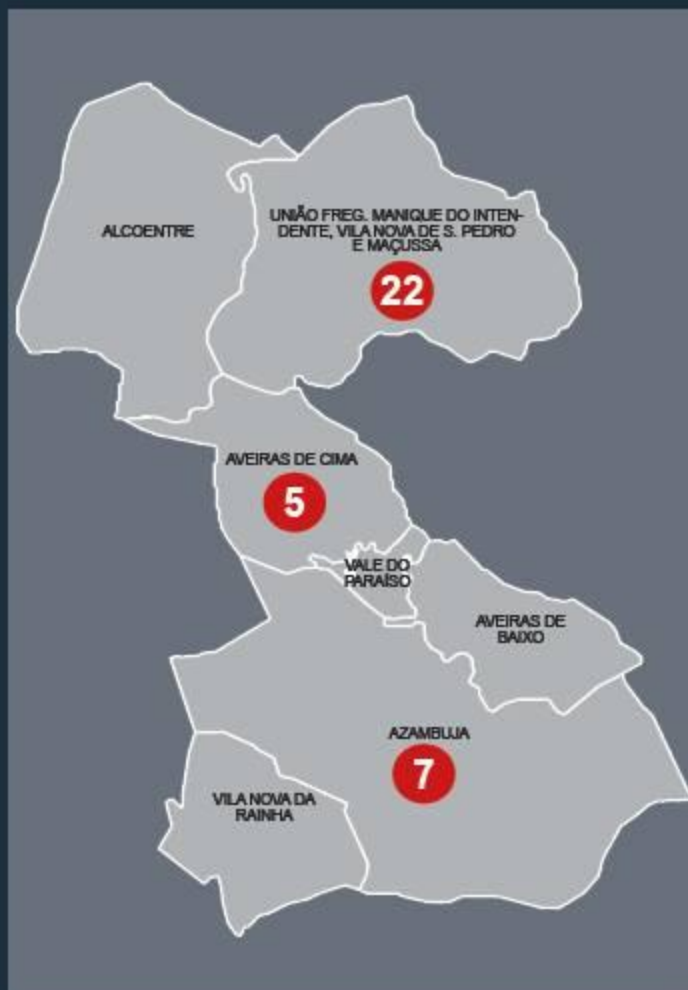 ALCOENTRE
UNIÃO FREG. MANIQUE DO INTEN-
DENTE, VILA NOVA DE S. PEDRO
E MAÇUSSA
22
AVEIRAS DE CIMA
5
VALE DO
PARAÍSO
AVEIRAS DE
BAIXO
AZAMBUJA
7
VILA NOVA DA
RAINHA